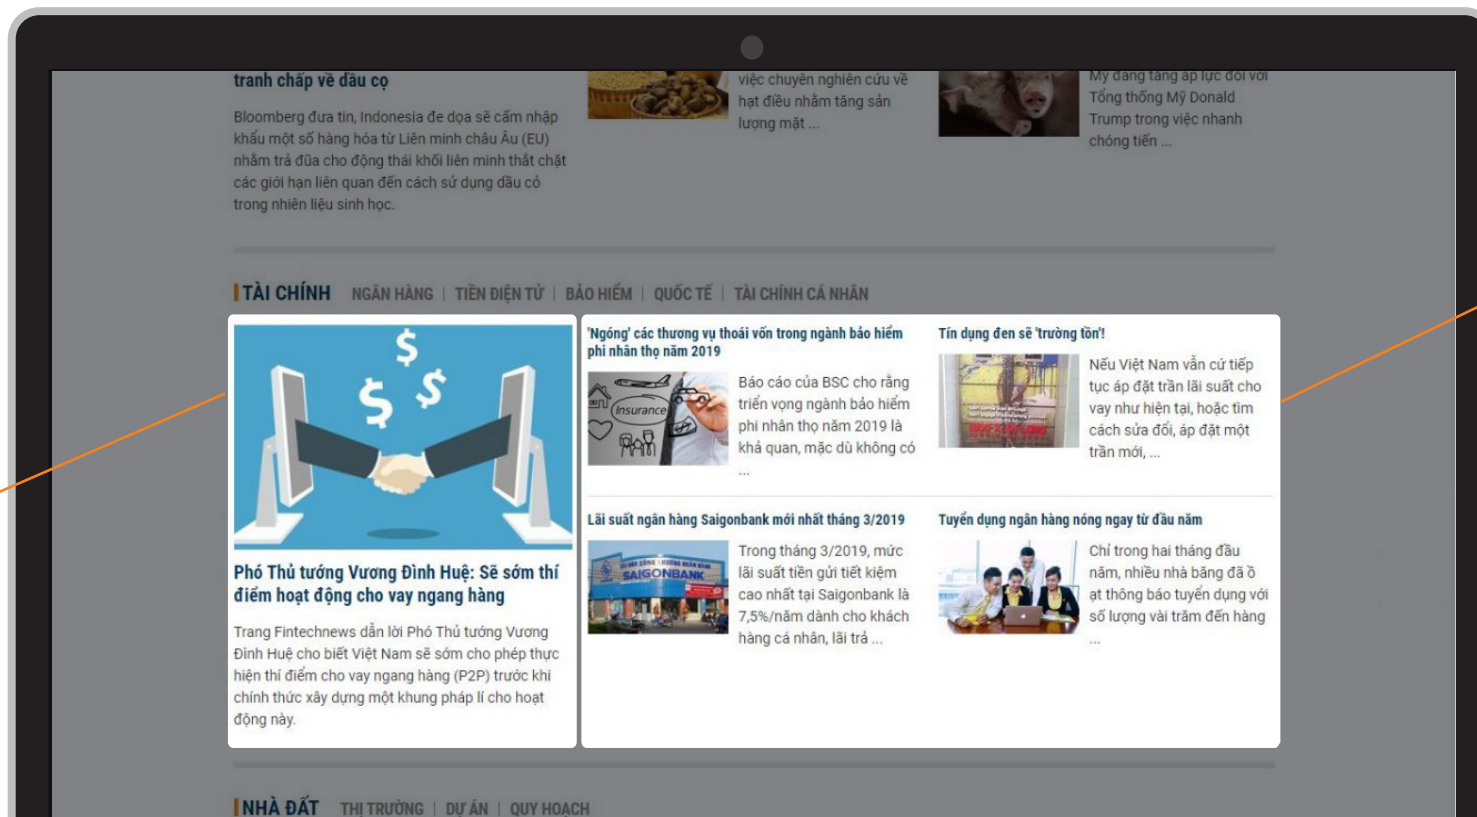 tranh chấp về dầu cọ
Bloomberg đưa tin, Indonesia đe dọa sẽ cấm nhập
khẩu một số hàng hóa từ Liên minh châu Âu (EU)
nhằm trả đũa cho động thái khối liên minh thắt chặt
các giới hạn liên quan đến cách sử dụng dầu cỏ
trong nhiên liệu sinh học.
việc chuyên nghiên cứu về
hạt điều nhằm tăng sản
lượng mặt ...
Mỹ đang tăng áp lực đối với
Tổng thống Mỹ Donald
Trump trong việc nhanh
chóng tiến ...
TÀI CHÍNH NGÂN HÀNG | TIỀN ĐIỆN TỬ | BẢO HIỂM | QUỐC TẾ | TÀI CHÍNH CÁ NHÂN
Phó Thủ tướng Vương Đình Huệ: Sẽ sớm thí
điểm hoạt động cho vay ngang hàng
Trang Fintechnews dẫn lời Phó Thủ tướng Vương
Đình Huệ cho biết Việt Nam sẽ sớm cho phép thực
hiện thí điểm cho vay ngang hàng (P2P) trước khi
chính thức xây dựng một khung pháp lí cho hoạt
động này.
'Ngóng' các thương vụ thoái vốn trong ngành bảo hiểm
phi nhân thọ năm 2019
Insurance
Báo cáo của BSC cho rằng
triển vọng ngành bảo hiểm
phi nhân thọ năm 2019 là
khả quan, mặc dù không có
...
Tín dụng đen sẽ 'trường tồn'!
Nếu Việt Nam vẫn cứ tiếp
tục áp đặt trần lãi suất cho
vay như hiện tại, hoặc tìm
cách sửa đổi, áp đặt một
trần mới, ...
Lãi suất ngân hàng Saigonbank mới nhất tháng 3/2019
SAIGONBANK
Trong tháng 3/2019, mức
lãi suất tiền gửi tiết kiệm
cao nhất tại Saigonbank là
7,5%/năm dành cho khách
hàng cá nhân, lãi trả ...
Tuyển dụng ngân hàng nóng ngay từ đầu năm
Chỉ trong hai tháng đầu
năm, nhiều nhà băng đã ồ
ạt thông báo tuyển dụng với
số lượng vài trăm đến hàng
...
NHÀ ĐẤT THỊ TRƯỜNG | DỰ ÁN | QUY HOẠCH